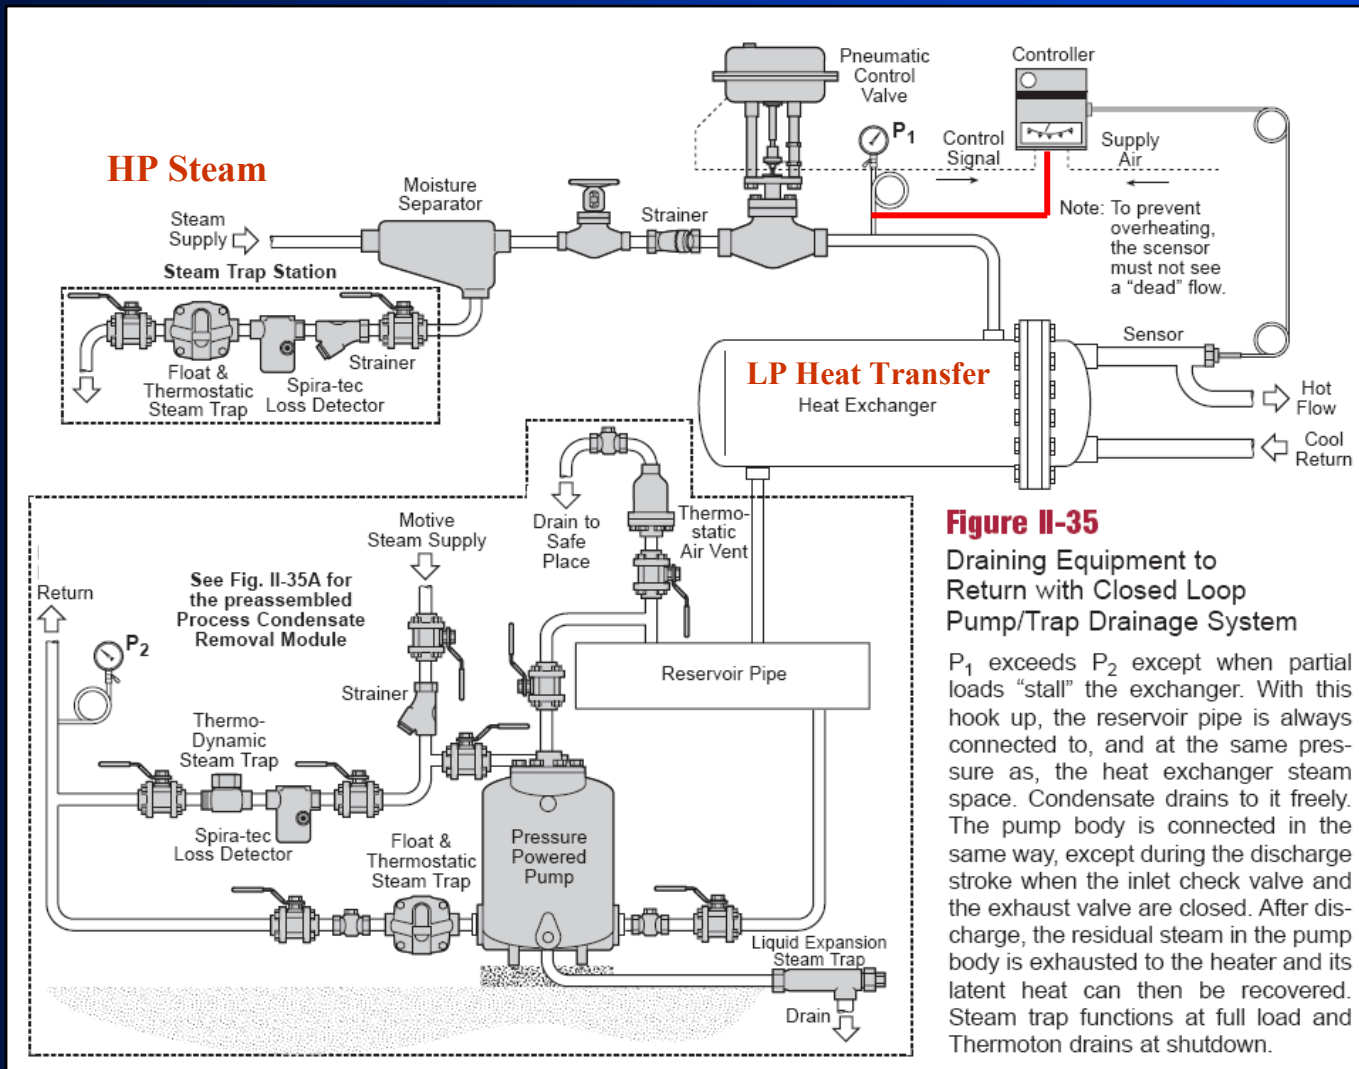 Pneumatic
Control
Valve
Controller
P1
Control
Signal
Supply
Air
HP Steam
Moisture
Separator
Steam
Supply
Strainer
Note: To prevent
overheating,
the scensor
must not see
a “dead” flow.
Steam Trap Station
Strainer
Float &
Thermostatic
Steam Trap
Spira-tec
Loss Detector
Sensor
LP Heat Transfer
Heat Exchanger
Hot
Flow
Cool
Return
Drain to
Safe
Place
Thermo-
static
Air Vent
Motive
Steam Supply
See Fig. II-35A for
the preassembled
Process Condensate
Removal Module
Return
P2
Strainer
Reservoir Pipe
Thermo-
Dynamic
Steam Trap
Spira-tec
Loss Detector
Float &
Thermostatic
Steam Trap
Pressure
Powered
Pump
Liquid Expansion
Steam Trap
Drain
Figure II-35
Draining Equipment to
Return with Closed Loop
Pump/Trap Drainage System
P1 exceeds P2 except when partial
loads “stall” the exchanger. With this
hook up, the reservoir pipe is always
connected to, and at the same pres-
sure as, the heat exchanger steam
space. Condensate drains to it freely.
The pump body is connected in the
same way, except during the discharge
stroke when the inlet check valve and
the exhaust valve are closed. After dis-
charge, the residual steam in the pump
body is exhausted to the heater and its
latent heat can then be recovered.
Steam trap functions at full load and
Thermoton drains at shutdown.